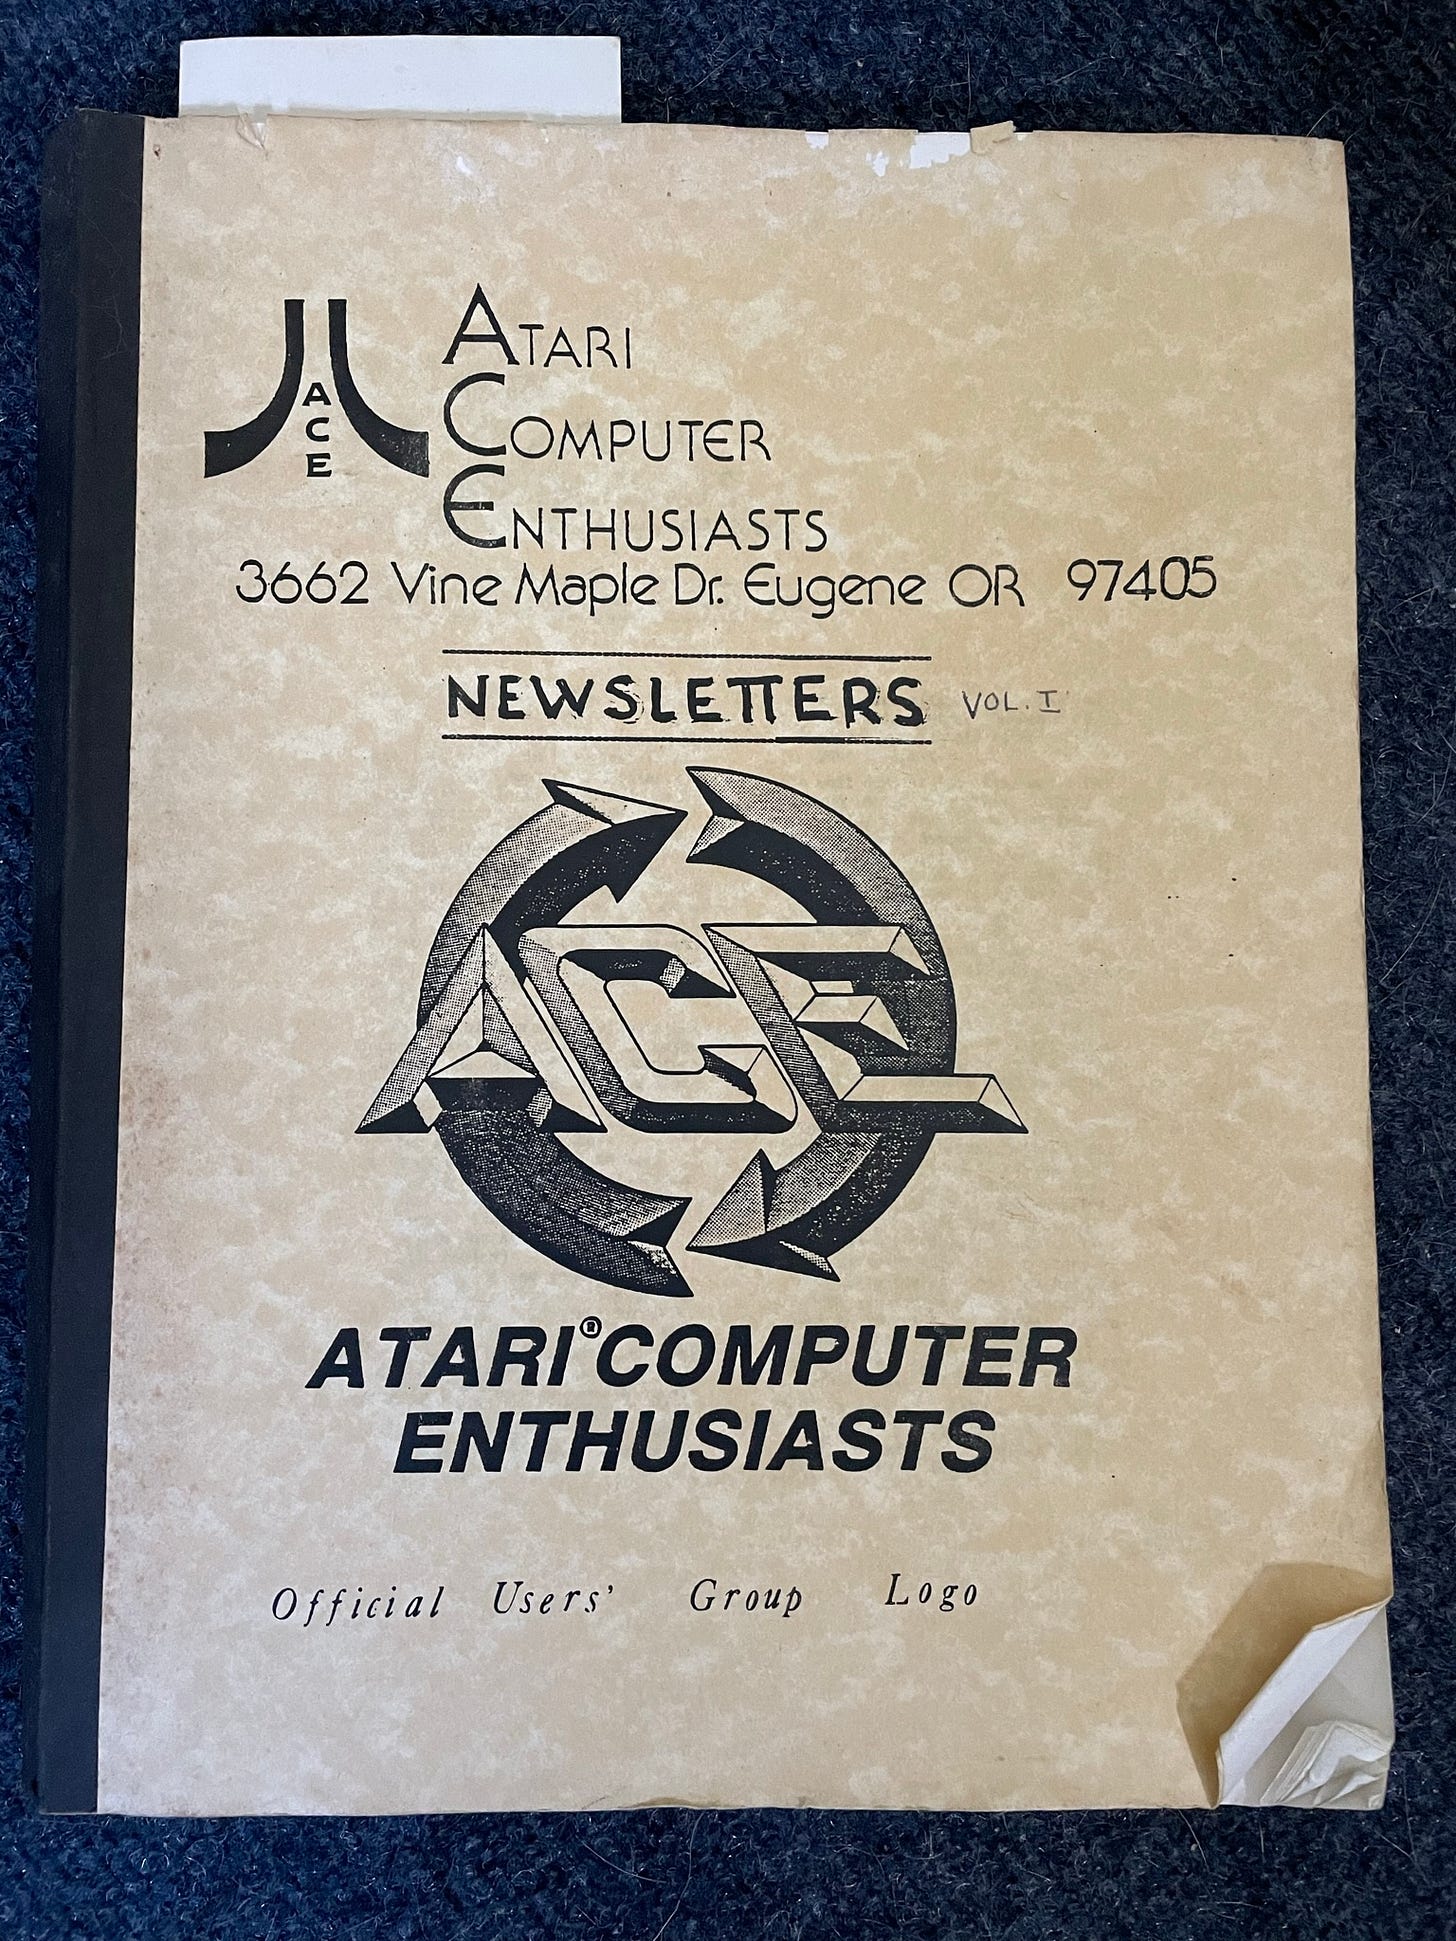 A
C
E
ATARI
COMPUTER
ENTHUSIASTS
3662 Vine Maple Dr. Eugene OR 97405
NEWSLETTERS VOL. I
ACE
ATARI® COMPUTER
ENTHUSIASTS
Official Users' Group Logo